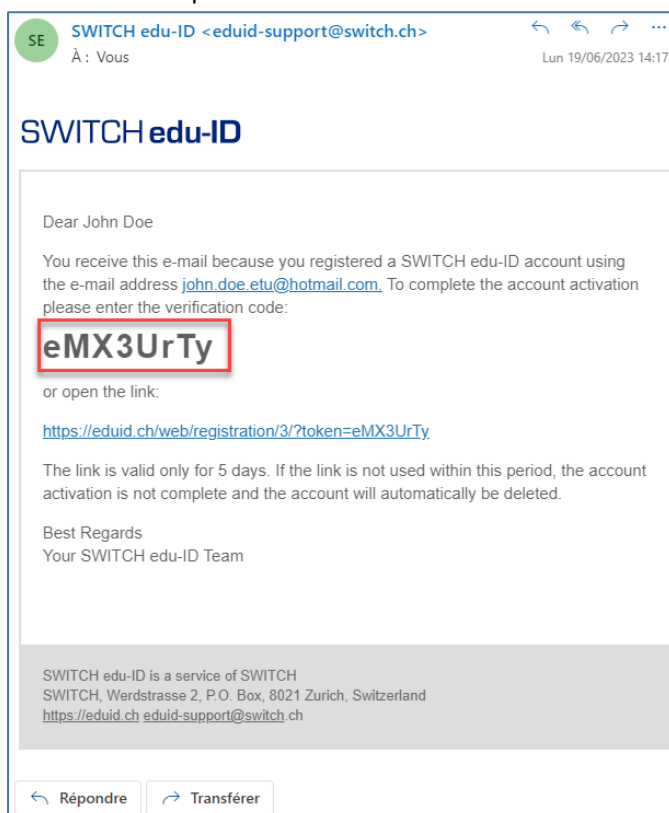 SE
SWITCH edu-ID <eduid-support@switch.ch>
À : Vous
Lun 19/06/2023 14:17
SWITCH edu-ID
Dear John Doe
You receive this e-mail because you registered a SWITCH edu-ID account using
the e-mail address john.doe.etu@hotmail.com. To complete the account activation
please enter the verification code:
eMX3UrTy
or open the link:
https://eduid.ch/web/registration/3/?token=eMX3UrTy
The link is valid only for 5 days. If the link is not used within this period, the account
activation is not complete and the account will automatically be deleted.
Best Regards
Your SWITCH edu-ID Team
SWITCH edu-ID is a service of SWITCH
SWITCH, Werdstrasse 2, P.O. Box, 8021 Zurich, Switzerland
https://eduid.ch eduid-support@switch.ch
Répondre
Transférer